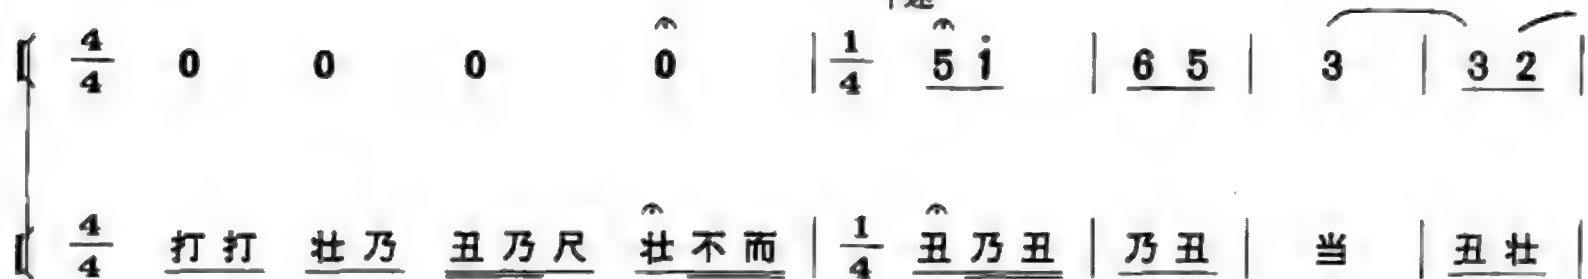 4/4 0 0 0 0 | 1/4 5 i | 6 5 | 3 | 3 2 |
4/4 打打 壮乃 丑乃尺 壮不而 | 1/4 丑乃丑 | 乃丑 | 当 | 丑壮 |